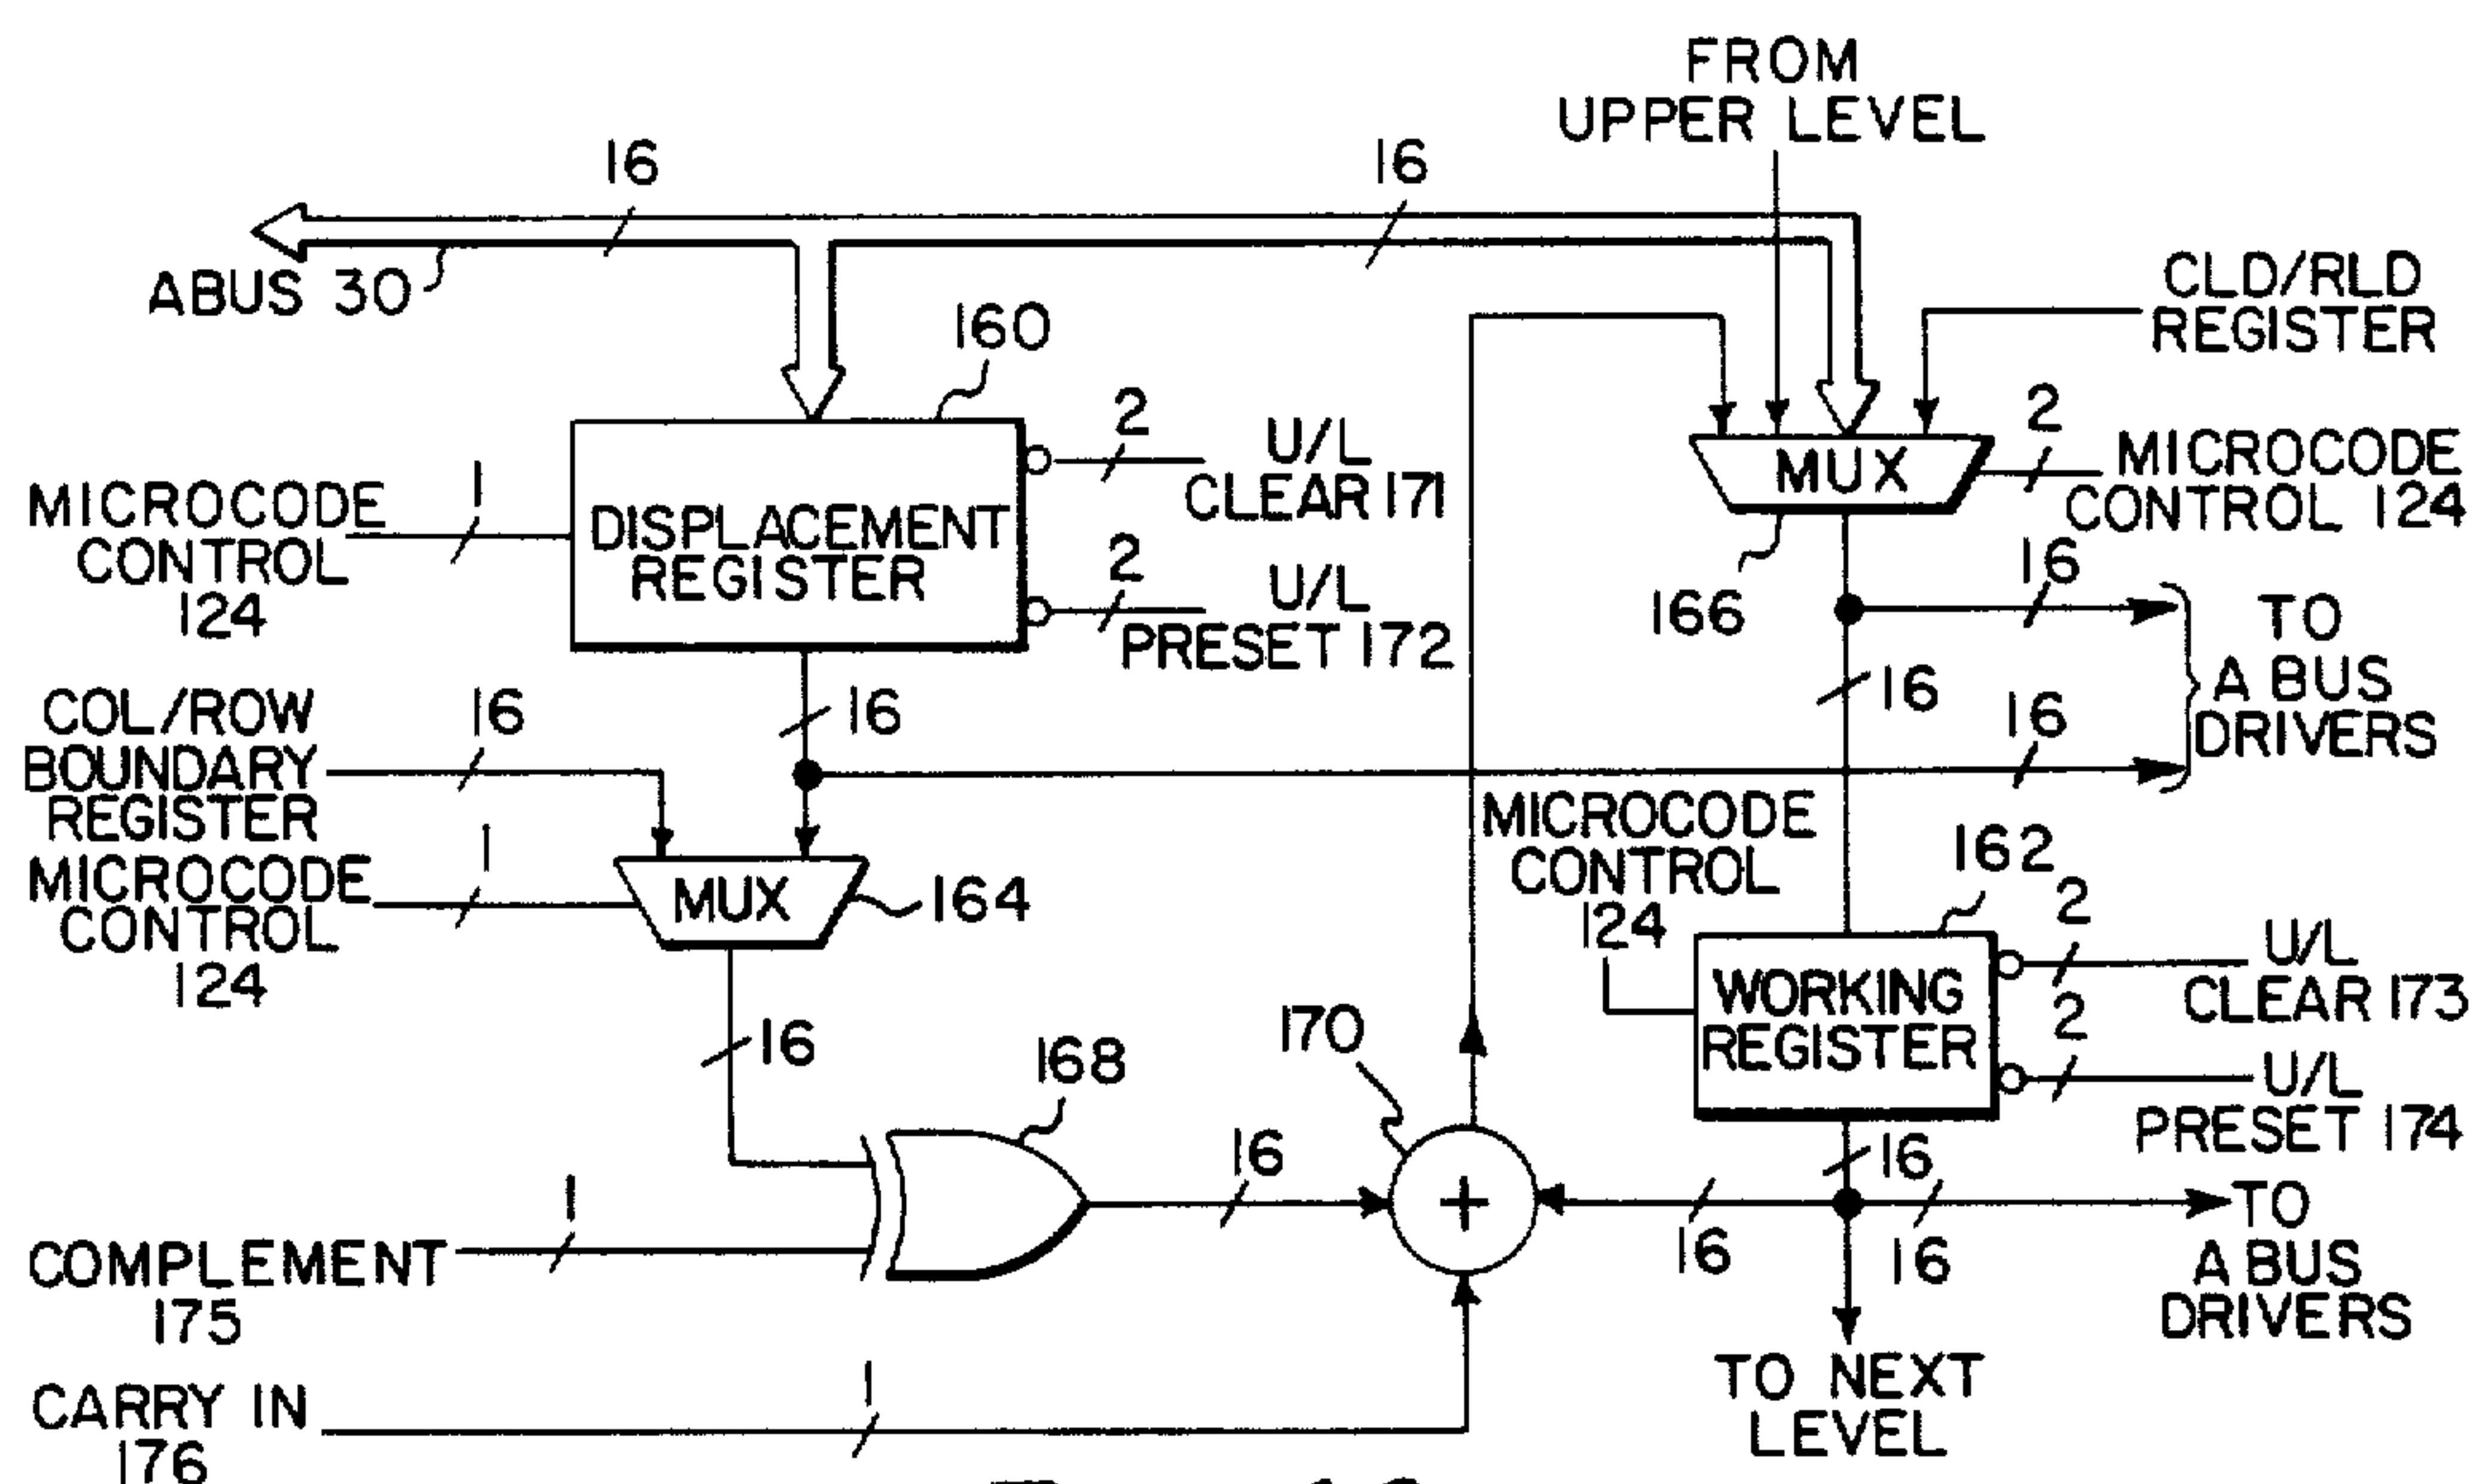 FROM
UPPER LEVEL
16
16
ABUS 30
CLD/RLD
REGISTER
160
2
U/L
CLEAR 171
2
MICROCODE
CONTROL 124
MUX
1
MICROCODE
CONTROL
124
DISPLACEMENT
REGISTER
2
U/L
PRESET 172
166
16
TO
A BUS
DRIVERS
16
16
COL/ROW
BOUNDARY
REGISTER
16
16
MICROCODE
CONTROL
124
1
MICROCODE
CONTROL
124
MUX
164
162
2
WORKING
REGISTER
U/L
CLEAR 173
2
U/L
PRESET 174
16
168
170
16
+
16
16
16
TO
A BUS
DRIVERS
1
COMPLEMENT
175
TO NEXT
LEVEL
1
CARRY IN
176